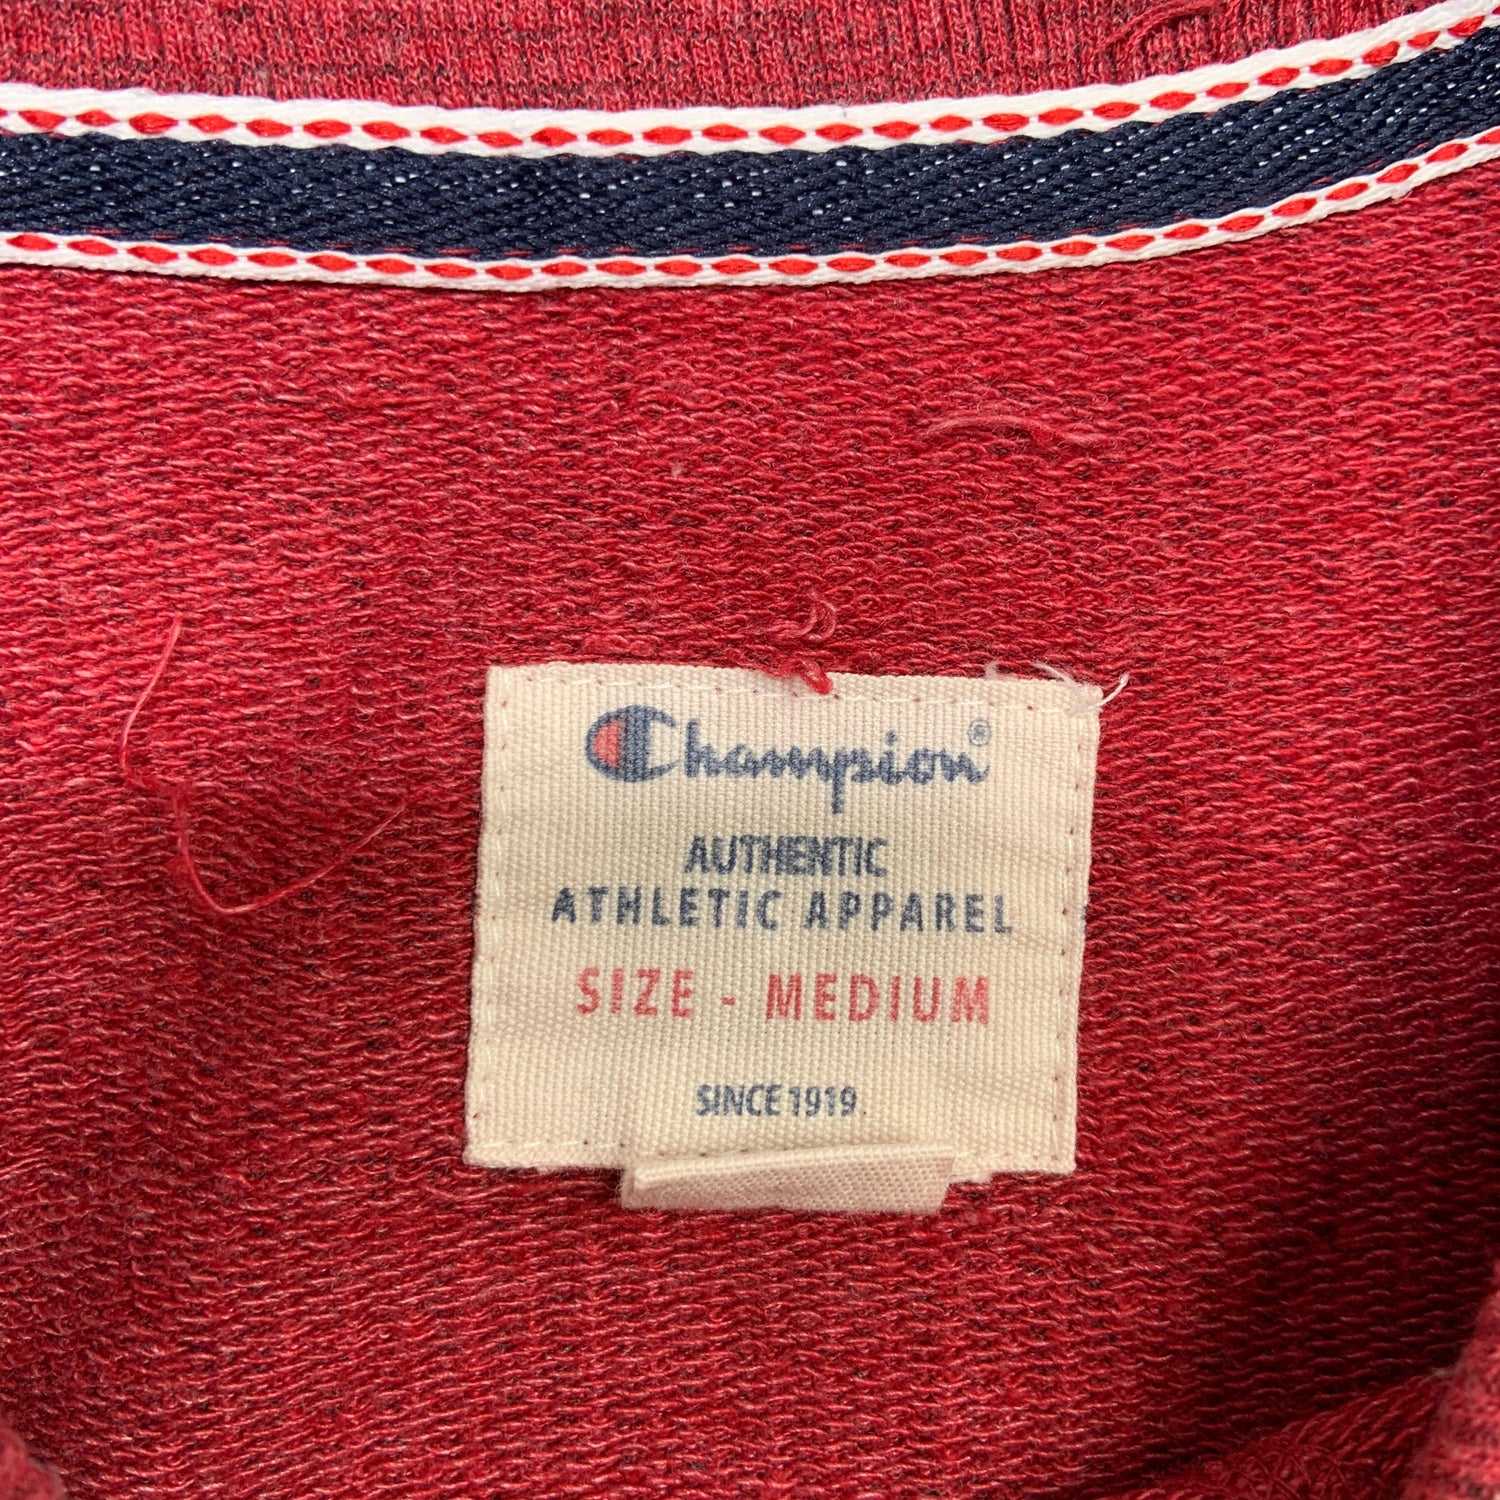 Champion®
AUTHENTIC
ATHLETIC APPAREL
SIZE - MEDIUM
SINCE 1919